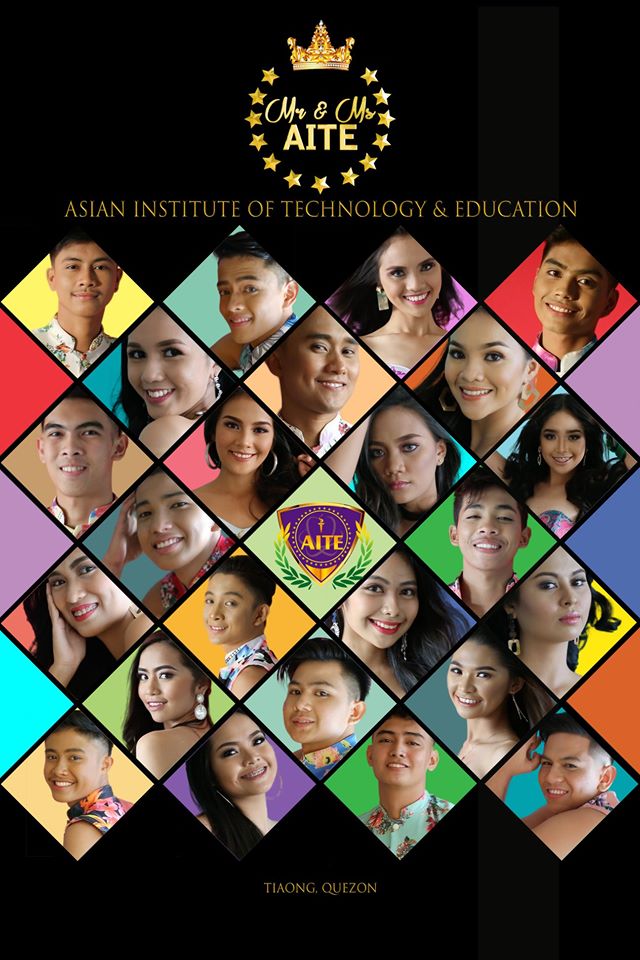 Mr & Ms
AITE
ASIAN INSTITUTE OF TECHNOLOGY & EDUCATION
AITE
TIAONG, QUEZON